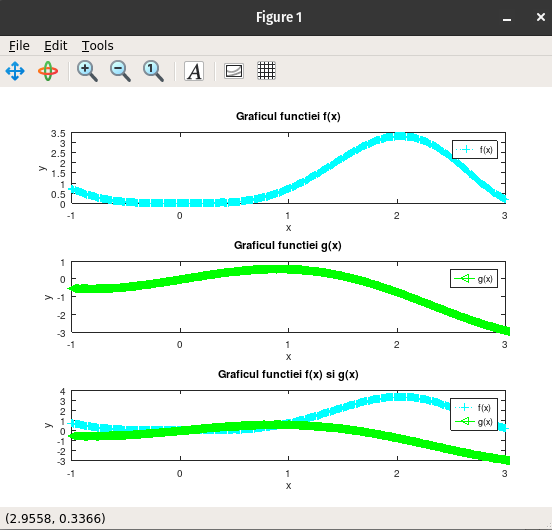 Figure 1
File Edit Tools
1 A
Graficul functiei f(x)
3.5
3
2.5
2
1.5
1
0.5
0
y
f(x)
-1 0 1 2 3
x
Graficul functiei g(x)
1
0
-1
-2
-3
y
g(x)
-1 0 1 2 3
x
Graficul functiei f(x) si g(x)
4
3
2
1
0
-1
-2
-3
y
f(x)
g(x)
-1 0 1 2 3
x
(2.9558, 0.3366)